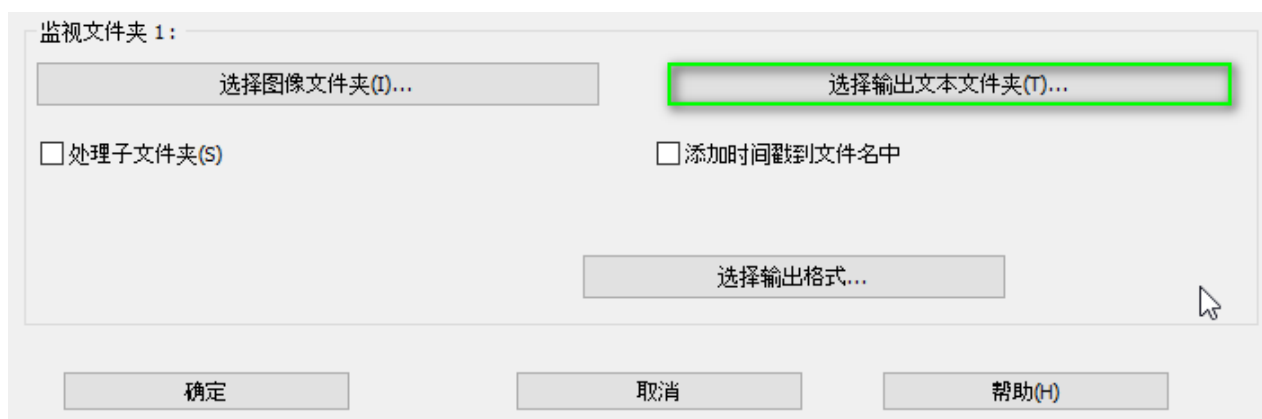 监视文件夹 1:
选择图像文件夹(I)...
选择输出文本文件夹(T)...
处理子文件夹(S)
添加时间戳到文件名中
选择输出格式...
确定
取消
帮助(H)